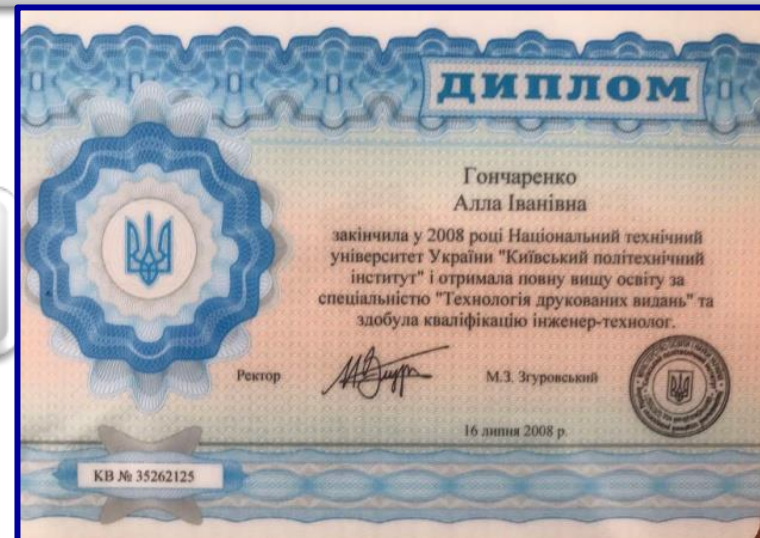 ДИПЛОМ
Гончаренко
Алла Іванівна
закінчила у 2008 році Національний технічний
університет України "Київський політехнічний
інститут" і отримала повну вищу освіту за
спеціальністю "Технологія друкованих видань" та
здобула кваліфікацію інженер-технолог.
Ректор М.З. Згуровський
16 липня 2008 р.
КВ № 35262125